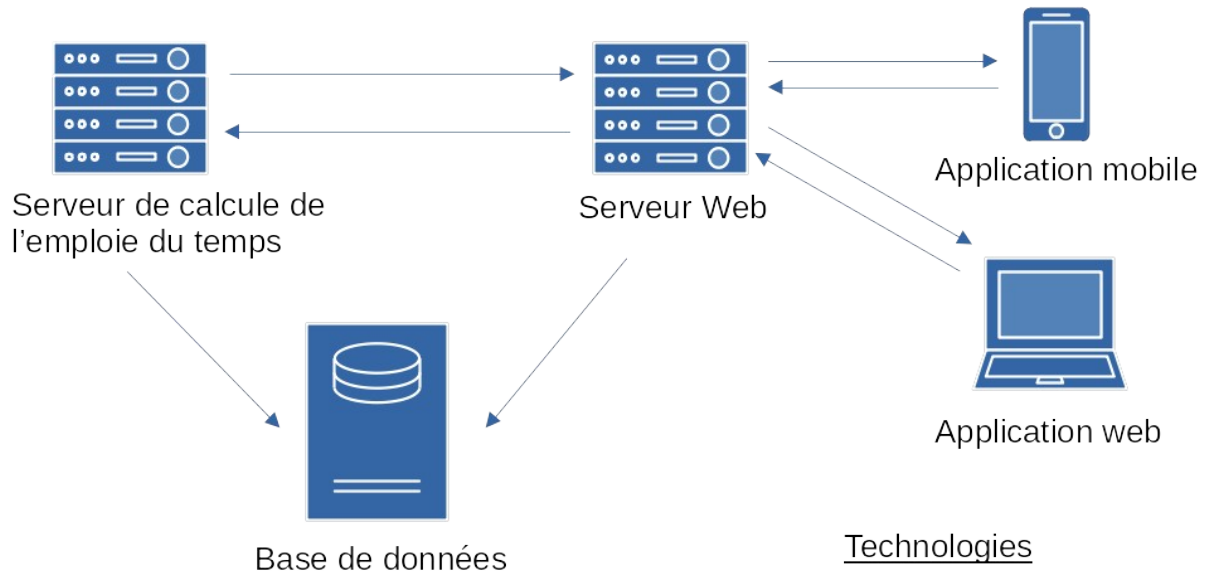 Serveur de calcule de
l’emploie du temps
Serveur Web
Application mobile
Application web
Base de données
Technologies